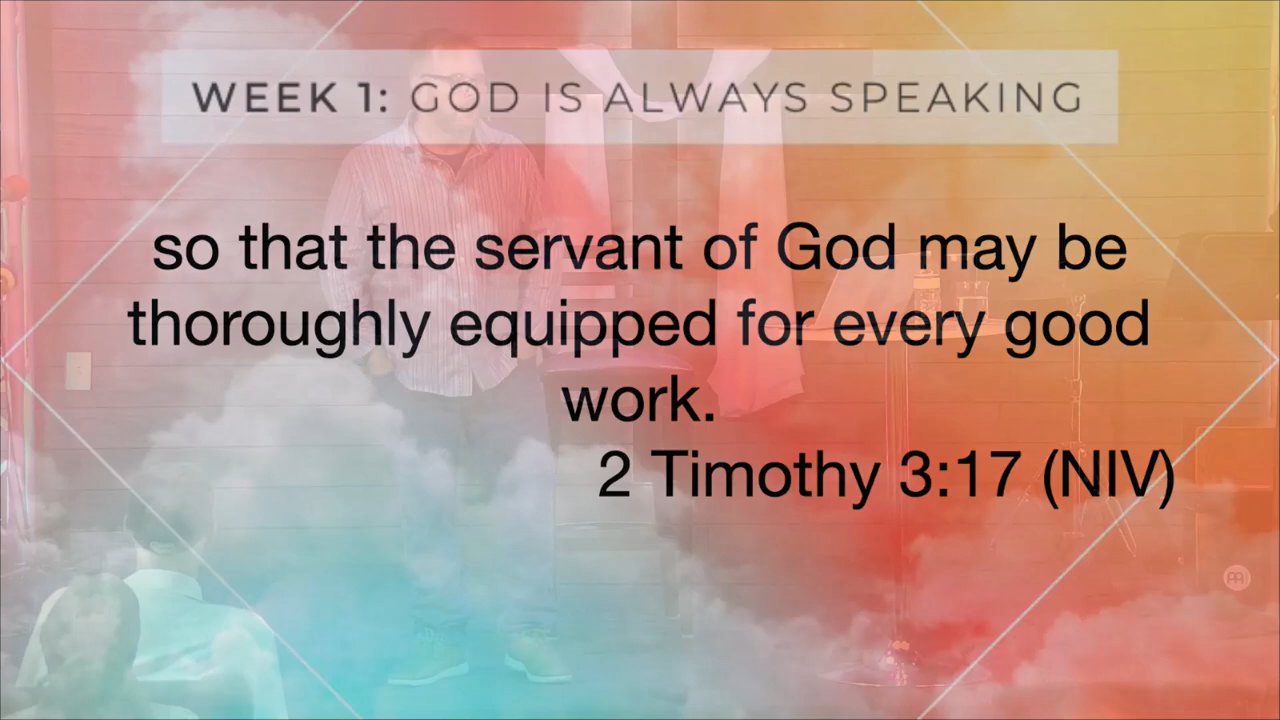 WEEK 1: GOD IS ALWAYS SPEAKING
so that the servant of God may be
thoroughly equipped for every good
work.
2 Timothy 3:17 (NIV)